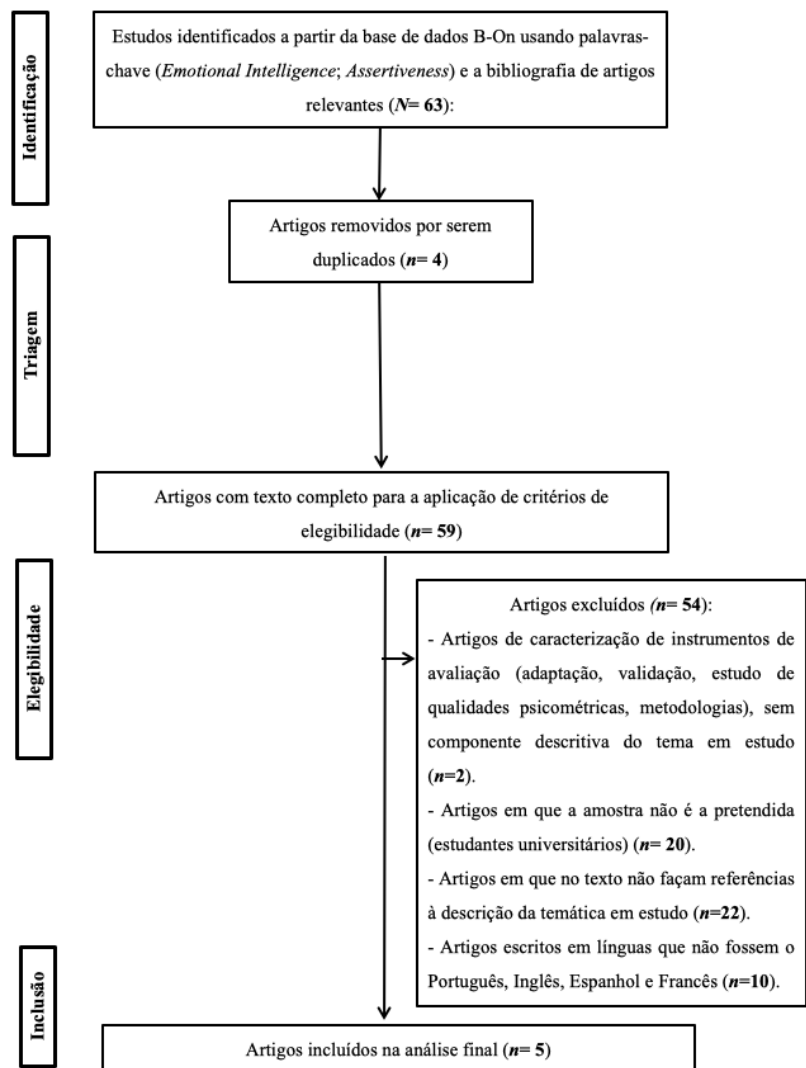 Identificação
Estudos identificados a partir da base de dados B-On usando palavras-
chave (Emotional Intelligence; Assertiveness) e a bibliografia de artigos
relevantes (N= 63):
Artigos removidos por serem
duplicados (n= 4)
Triagem
Artigos com texto completo para a aplicação de critérios de
elegibilidade (n= 59)
Elegibilidade
Artigos excluídos (n= 54):
- Artigos de caracterização de instrumentos de
avaliação (adaptação, validação, estudo de
qualidades psicométricas, metodologias), sem
componente descritiva do tema em estudo
(n=2).
- Artigos em que a amostra não é a pretendida
(estudantes universitários) (n= 20).
- Artigos em que no texto não façam referências
à descrição da temática em estudo (n=22).
- Artigos escritos em línguas que não fossem o
Português, Inglês, Espanhol e Francês (n=10).
Inclusão
Artigos incluídos na análise final (n= 5)